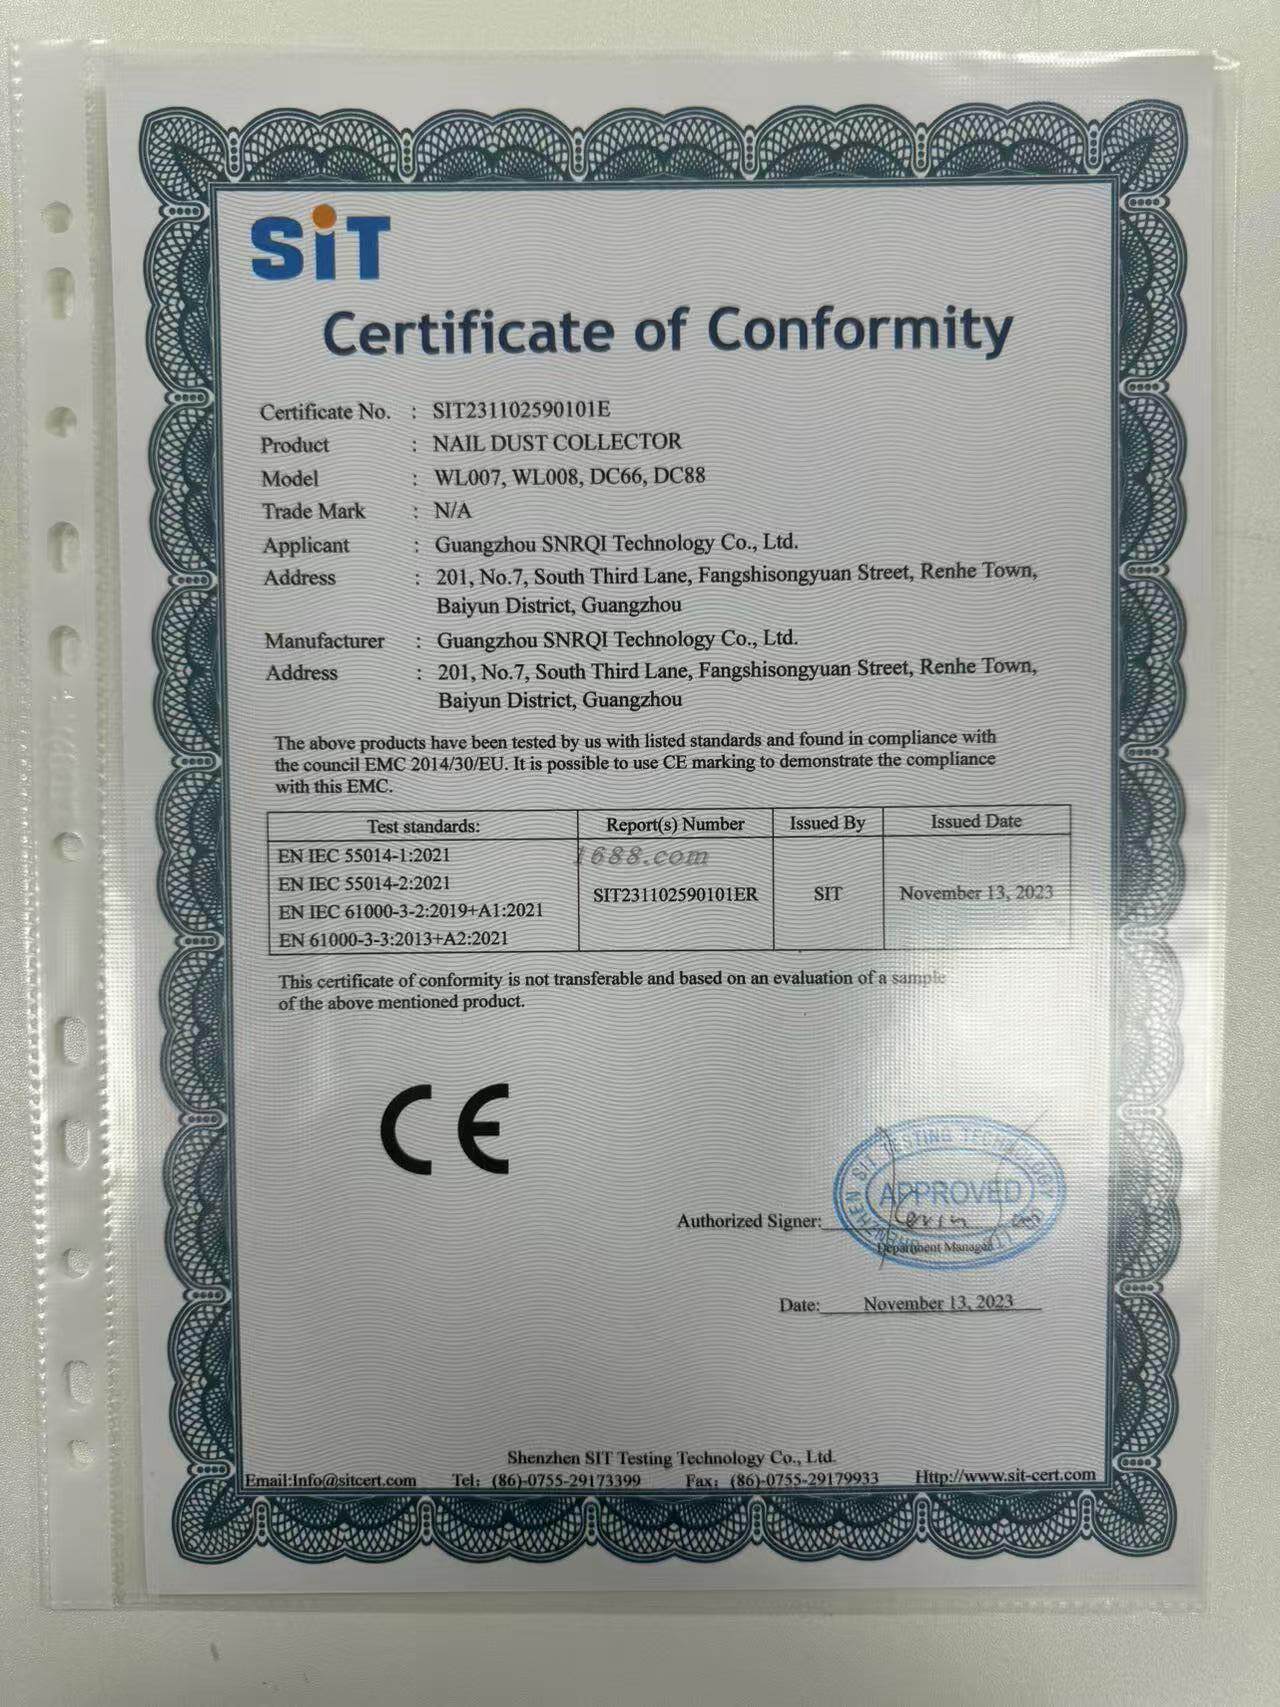 SiT
Certificate of Conformity
Certificate No. : SIT231102590101E
Product : NAIL DUST COLLECTOR
Model : WL007, WL008, DC66, DC88
Trade Mark : N/A
Applicant : Guangzhou SNRQI Technology Co., Ltd.
Address : 201, No.7, South Third Lane, Fangshisongyuan Street, Renhe Town,
Baiyun District, Guangzhou
Manufacturer : Guangzhou SNRQI Technology Co., Ltd.
Address : 201, No.7, South Third Lane, Fangshisongyuan Street, Renhe Town,
Baiyun District, Guangzhou
The above products have been tested by us with listed standards and found in compliance with
the council EMC 2014/30/EU. It is possible to use CE marking to demonstrate the compliance
with this EMC.
Test standards: Report(s) Number Issued By Issued Date
EN IEC 55014-1:2021
1688.com
EN IEC 55014-2:2021
SIT231102590101ER SIT November 13, 2023
EN IEC 61000-3-2:2019+A1:2021
EN 61000-3-3:2013+A2:2021
This certificate of conformity is not transferable and based on an evaluation of a sample
of the above mentioned product.
CE
SHENZHEN SIT TESTING TECHNOLOGY
APPROVED
Authorized Signer:
Department Manager
Date: November 13, 2023
Shenzhen SIT Testing Technology Co., Ltd.
Email:Info@sitcert.com Tel: (86)-0755-29173399 Fax: (86)-0755-29179933 Http://www.sit-cert.com